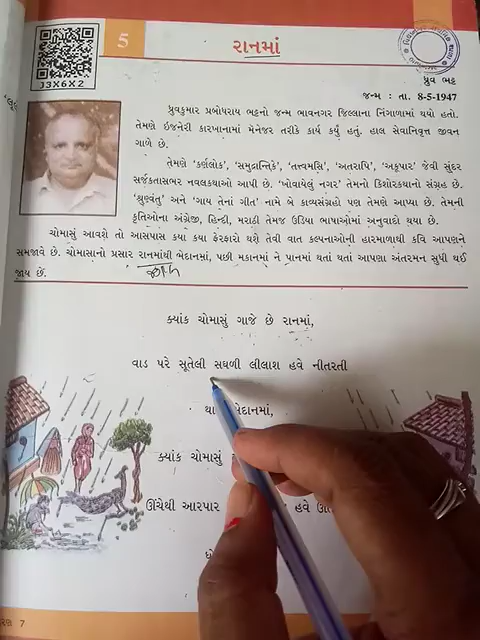 5
રાનમાં
J3X6X2
ધ્રુવ ભટ્ટ
જન્મ : તા. 8-5-1947
ધ્રુવકુમાર પ્રબોધરાય ભટ્ટનો જન્મ ભાવનગર જિલ્લાના નિંગાળામાં થયો હતો.
તેમણે ઇજનેરી કારખાનામાં મેનેજર તરીકે કાર્ય કર્યું હતું. હાલ સેવાનિવૃત્ત જીવન
ગાળે છે.
તેમણે ‘કર્ણલોક’, ‘સમુદ્રાન્તિકે’, ‘તત્ત્વમસિ’, ‘અતરાપિ’, ‘અકૂપાર’ જેવી સુંદર
સર્જકતાસભર નવલકથાઓ આપી છે. ‘ખોવાયેલું નગર’ તેમનો કિશોરકથાનો સંગ્રહ છે.
‘શ્રુણ્વંતુ’ અને ‘ગાય તેનાં ગીત’ નામે બે કાવ્યસંગ્રહો પણ તેમણે આપ્યા છે. તેમની
કૃતિઓના અંગ્રેજી, હિન્દી, મરાઠી તેમજ ઉડિયા ભાષામાં અનુવાદો થયા છે.
ચોમાસું આવશે તો આસપાસ કયા કયા ફેરફારો થશે તેવી વાત કલ્પનાઓની હારમાળાથી કવિ આપણને
સમજાવે છે. ચોમાસાનો પ્રસાર રાનમાંથી મેદાનમાં, પછી મકાનમાં ને પાનમાં થતાં થતાં આપણા અંતરમન સુધી થઈ
જાય છે.
ક્યાંક ચોમાસું ગાજે છે રાનમાં,
વાડ પરે સૂતેલી સઘળી લીલાશ હવે નીતરતી
થા મેદાનમાં,
ક્યાંક ચોમાસું
ઊંચેથી આરપાર હવે
7